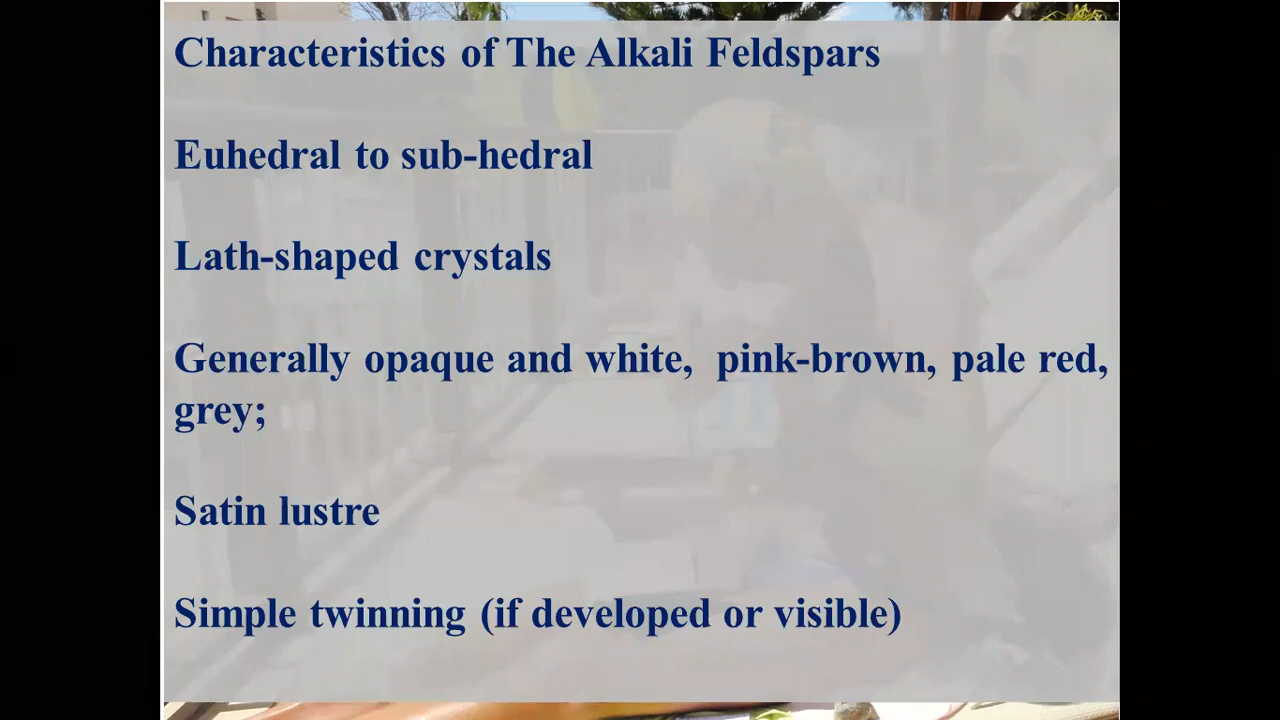 Characteristics of The Alkali Feldspars
Euhedral to sub-hedral
Lath-shaped crystals
Generally opaque and white, pink-brown, pale red,
grey;
Satin lustre
Simple twinning (if developed or visible)